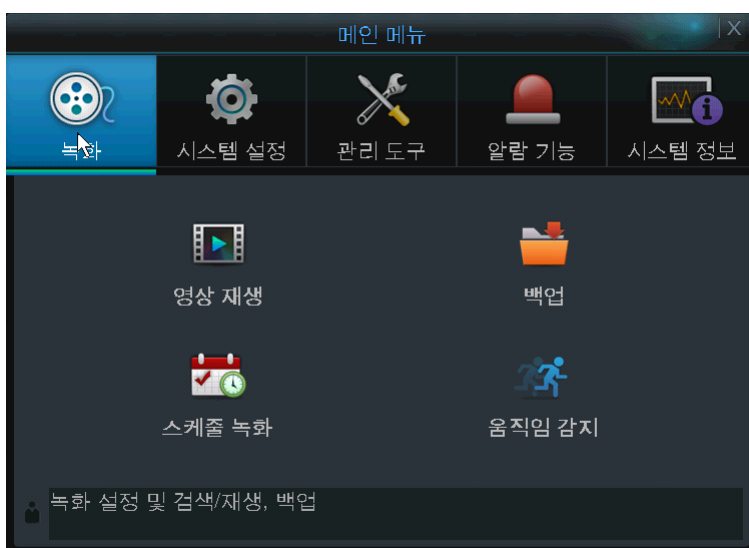 메인 메뉴
X
녹화
시스템 설정
관리 도구
알람 기능
시스템 정보
영상 재생
백업
스케줄 녹화
움직임 감지
녹화 설정 및 검색/재생, 백업